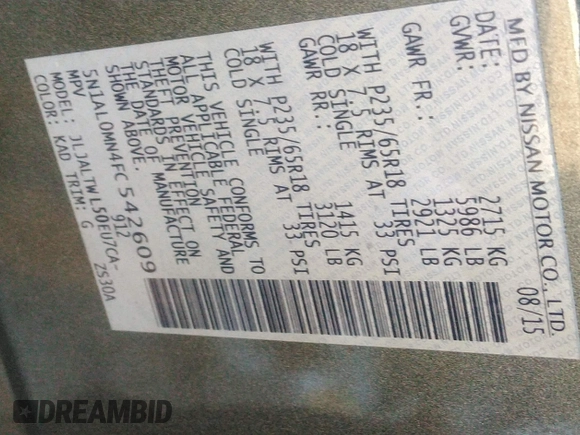 MFD BY NISSAN MOTOR CO., LTD.
DATE: 08/15
GVWR: 2715 KG
5986 LB
GAWR FR: 1325 KG
2921 LB
WITH P235/65R18 TIRES
18 X 7.5 RIMS AT 33 PSI
COLD SINGLE
GAWR RR.: 1415 KG
3120 LB
WITH P235/65R18 TIRES
18 X 7.5 RIMS AT 33 PSI
COLD SINGLE
THIS VEHICLE CONFORMS TO
ALL APPLICABLE FEDERAL
MOTOR VEHICLE SAFETY AND
THEFT PREVENTION
STANDARDS IN EFFECT ON
THE DATE OF MANUFACTURE
SHOWN ABOVE.
5N1AL0MN4FC542609
MPV 912
MODEL: JLJALTWL50EU7CA-
COLOR: KAD TRIM: G ZS30A
DREAMBID